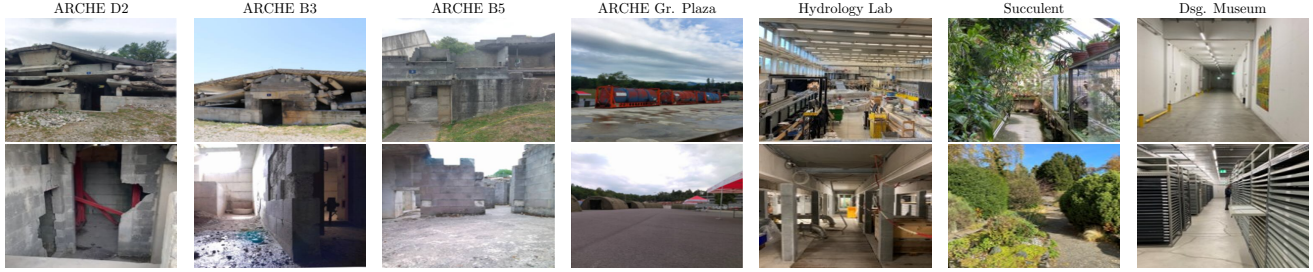 ARCHE D2
ARCHE B3
ARCHE B5
ARCHE Gr. Plaza
Hydrology Lab
Succulent
Dsg. Museum